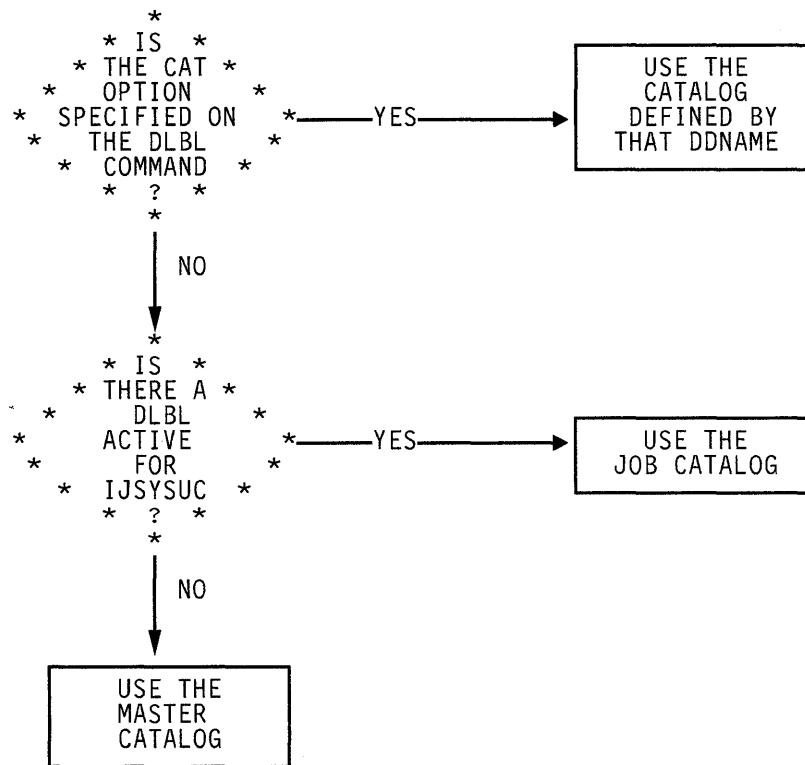 *
* IS *
* THE CAT *
* OPTION *
* SPECIFIED ON * YES
* THE DLBL *
* COMMAND *
* ? *
*
USE THE
CATALOG
DEFINED BY
THAT DDNAME
NO
*
* IS *
* THERE A *
* DLBL *
* ACTIVE * YES
* FOR *
* IJSYSUC *
* ? *
*
USE THE
JOB CATALOG
NO
USE THE
MASTER
CATALOG